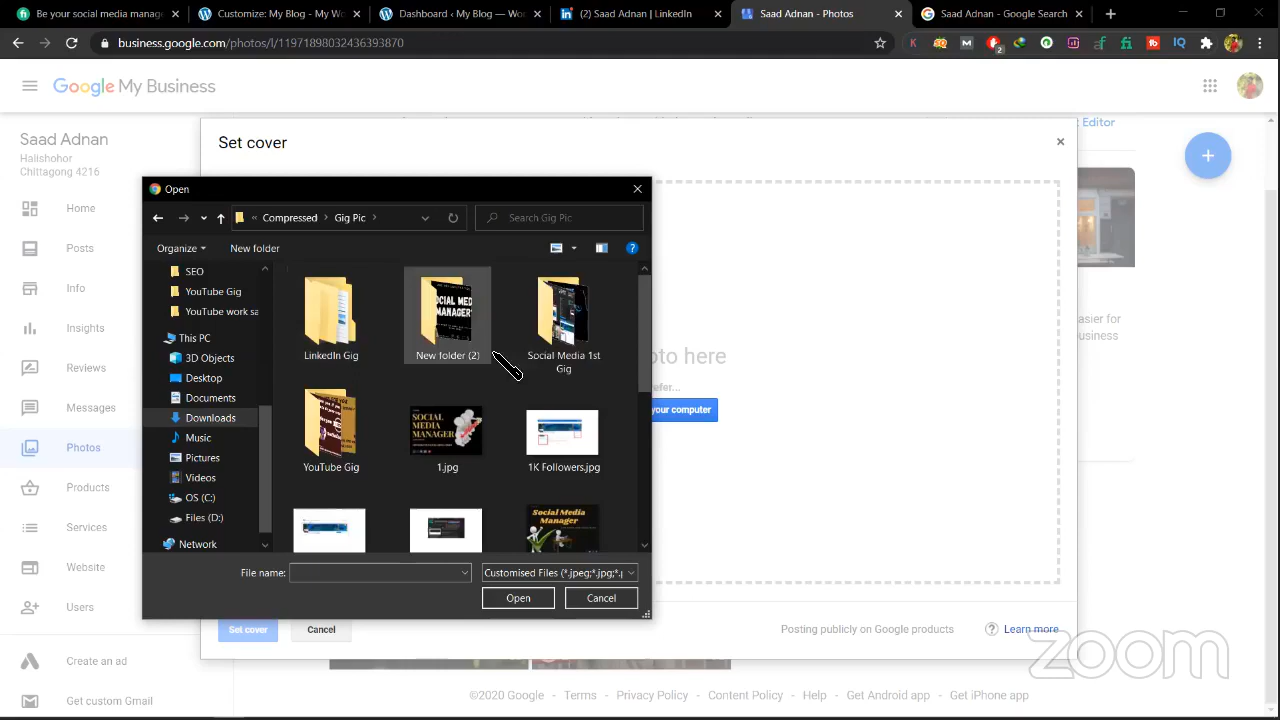 Be your social media manage
Customize: My Blog - Wo
Dashboard ‹ My Blog — Wo
(2) Saad Adnan | LinkedIn
Saad Adnan - Photos
Saad Adnan - Google Search
business.google.com/photos/l/11971898032436393870
Google My Business
Saad Adnan
Halishohor
Chittagong 4216
Home
Posts
Info
Insights
Reviews
Messages
Photos
Products
Services
Website
Users
Create an ad
Get custom Gmail
Editor
Set cover
Open
Compressed
Gig Pic
Search Gig Pic
Organize
New folder
SEO
YouTube Gig
YouTube work sa
This PC
3D Objects
Desktop
Documents
Downloads
Music
Pictures
Videos
OS (C:)
Files (D:)
Network
LinkedIn Gig
SOCIAL MED
MANAGER
New folder (2)
Social Media 1st
Gig
YouTube Gig
SOCIAL
MEDIA
MANAGER
1.jpg
1K Followers.jpg
Social Media
Manager
File name:
Customised Files (*.jpeg;*.jpg;*.
Open
Cancel
oto here
efer...
your computer
asier for
usiness
Set cover
Cancel
Posting publicly on Google products
Learn more
zoom
©2020 Google - Terms - Privacy Policy - Content Policy - Help - Get Android app - Get iPhone app